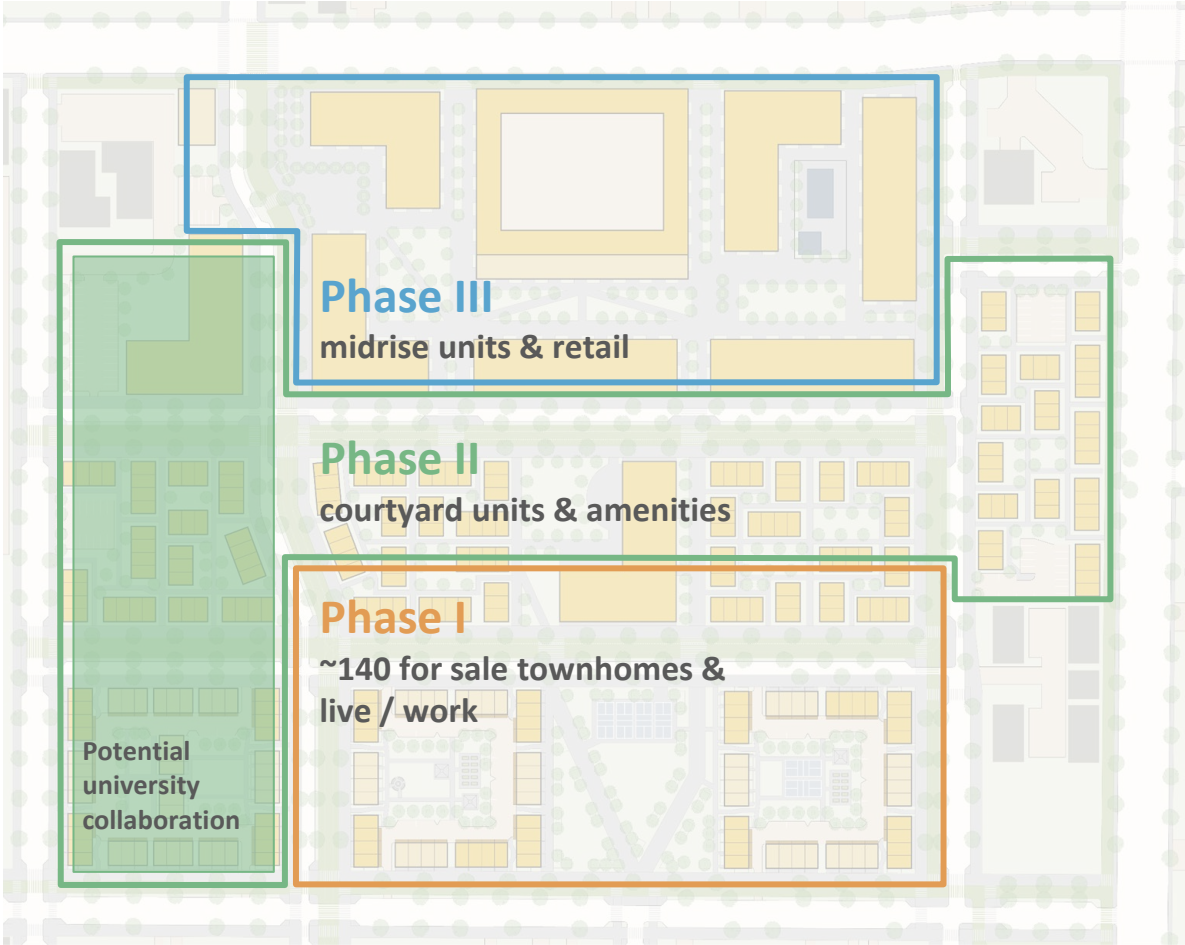 Phase III
midrise units & retail
Phase II
courtyard units & amenities
Phase I
~140 for sale townhomes &
live / work
Potential
university
collaboration